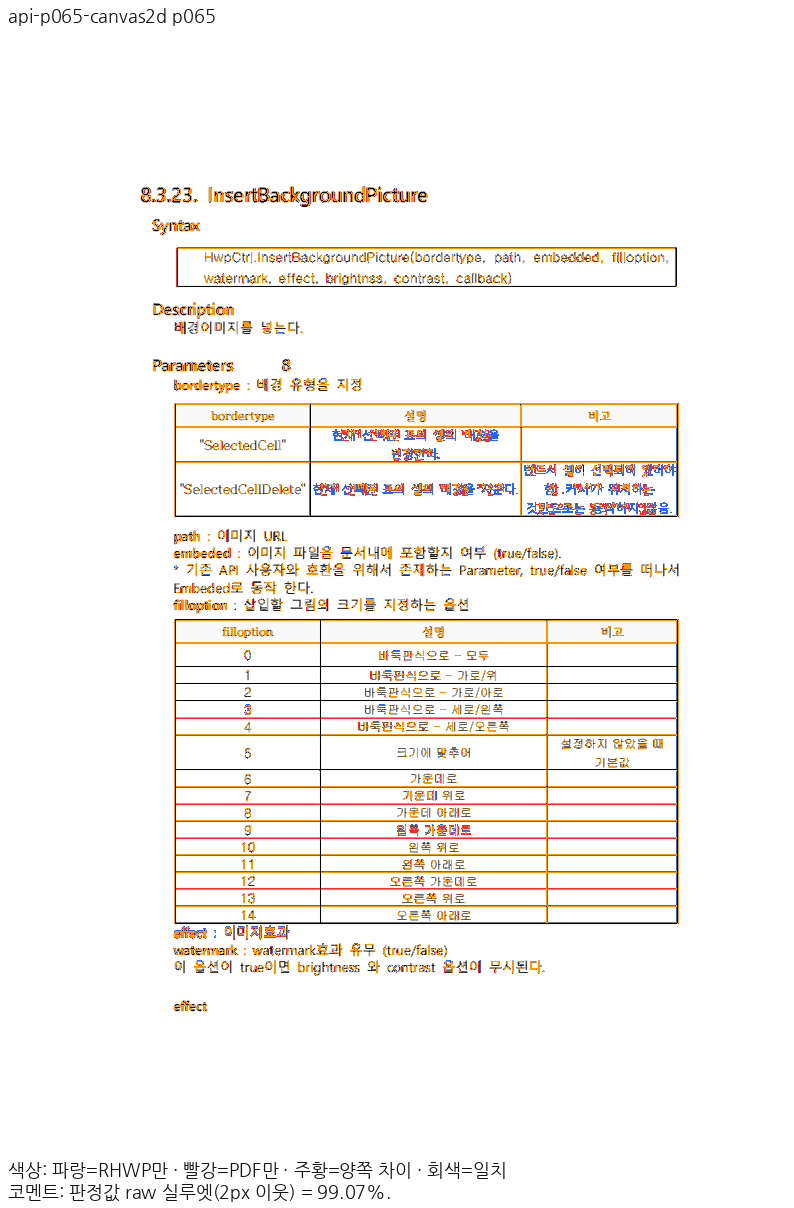 api-p065-canvas2d p065
8.3.23. InsertBackgroundPicture
Syntax
HwpCtrl.InsertBackgroundPicture(bordertype, path, embedded, filloption,
watermark, effect, brightnss, contrast, callback)
Description
배경이미지를 넣는다.
Parameters 8
bordertype : 배경 유형을 지정
bordertype 설명 비고
"SelectedCell" 현재 선택된 표의 셀의 배경을
변경한다.
"SelectedCellDelete" 현재 선택된 표의 셀의 배경을 지운다. 반드시 셀이 선택되어 있어야
함. 커서가 위치하는
것만으로는 동작하지 않음.
path : 이미지 URL
embeded : 이미지 파일을 문서내에 포함할지 여부 (true/false).
* 기존 API 사용자와 호환을 위해서 존재하는 Parameter, true/false 여부를 떠나서
Embeded로 동작 한다.
filloption : 삽입할 그림의 크기를 지정하는 옵션
filloption 설명 비고
0 바둑판식으로 - 모두
1 바둑판식으로 - 가로/위
2 바둑판식으로 - 가로/아로
3 바둑판식으로 - 세로/왼쪽
4 바둑판식으로 - 세로/오른쪽
5 크기에 맞추어 설정하지 않았을 때
기본값
6 가운데로
7 가운데 위로
8 가운데 아래로
9 왼쪽 가운데로
10 왼쪽 위로
11 왼쪽 아래로
12 오른쪽 가운데로
13 오른쪽 위로
14 오른쪽 아래로
effect : 이미지효과
watermark : watermark효과 유무 (true/false)
이 옵션이 true이면 brightness 와 contrast 옵션이 무시된다.
effect
색상: 파랑=RHWP만 · 빨강=PDF만 · 주황=양쪽 차이 · 회색=일치
코멘트: 판정값 raw 실루엣(2px 이웃) = 99.07%.